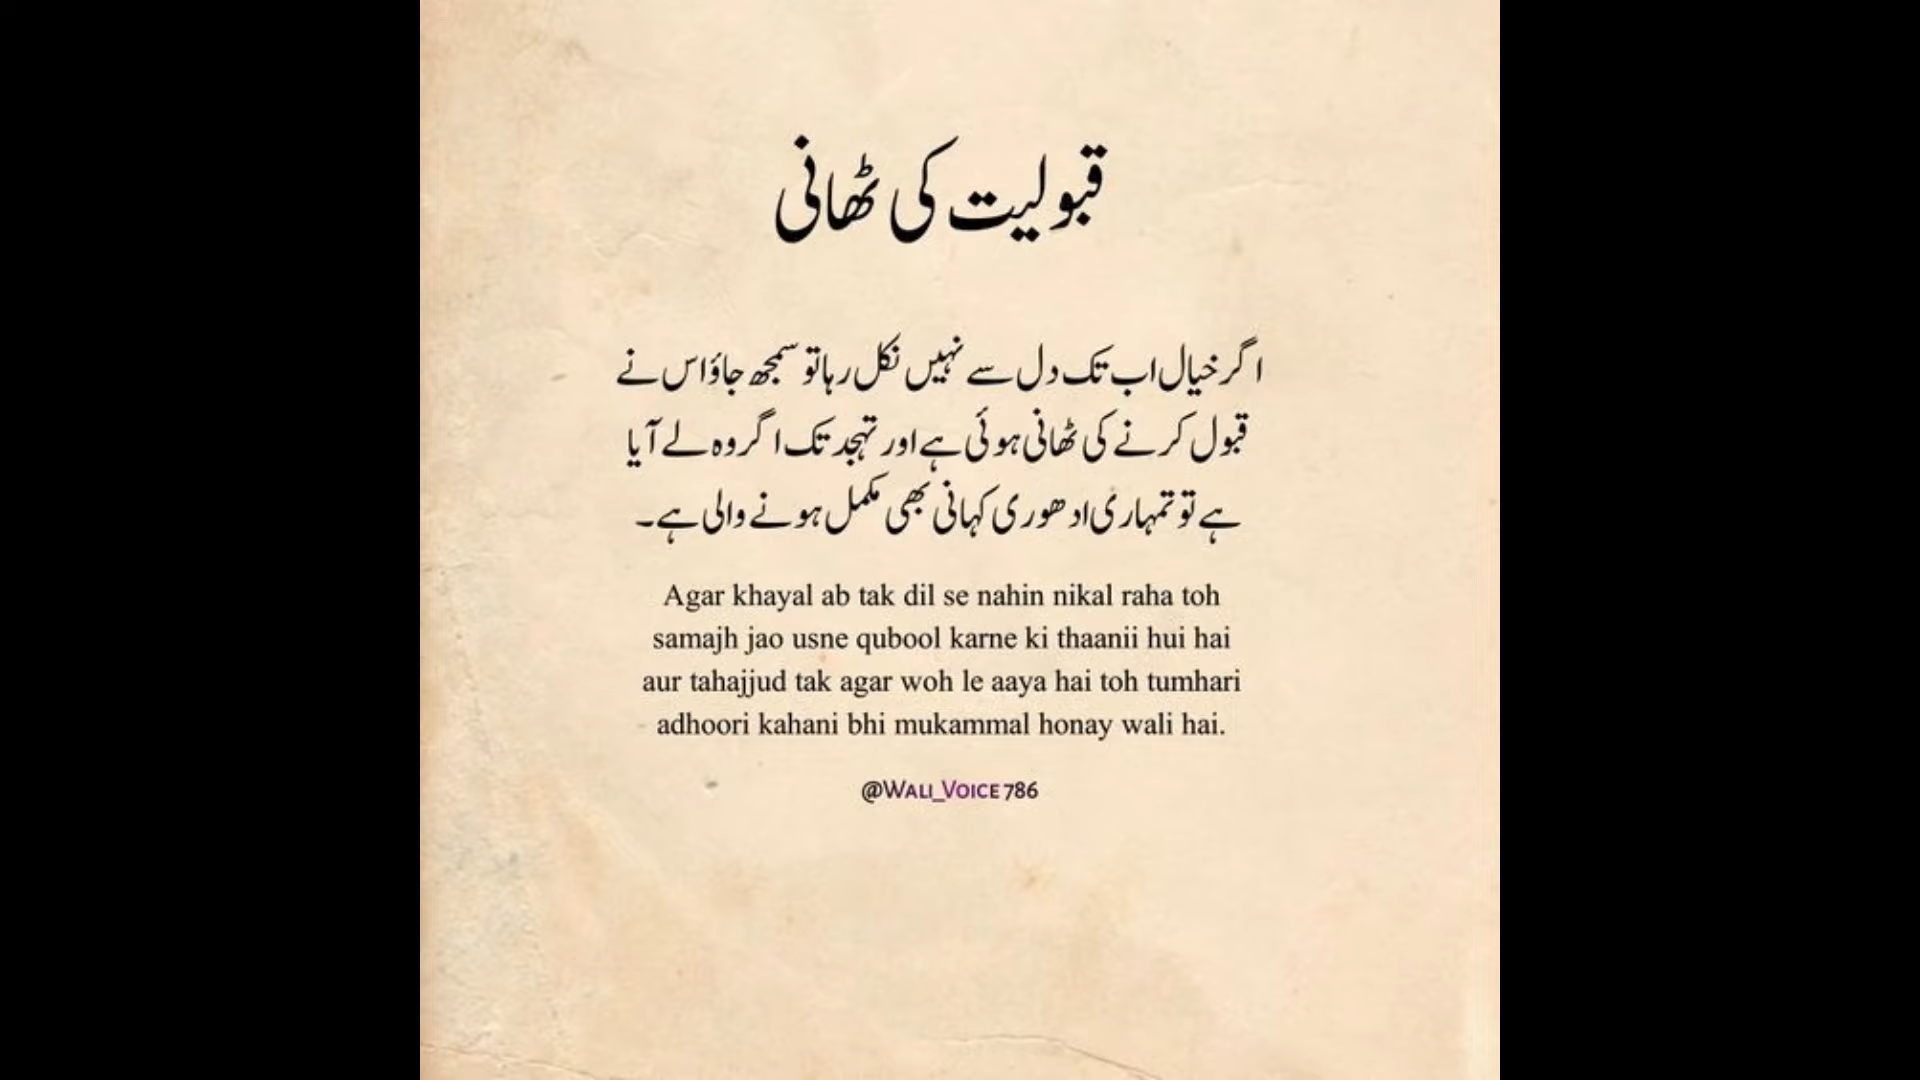 قبولیت کی ٹھانی
اگر خیال اب تک دل سے نہیں نکل رہا تو سمجھ جاؤ اس نے
قبول کرنے کی ٹھانی ہوئی ہے اور تہجد تک اگر وہ لے آیا
ہے تو تمہاری ادھوری کہانی بھی مکمل ہونے والی ہے۔
Agar khayal ab tak dil se nahin nikal raha toh
samajh jao usne qubool karne ki thaanii hui hai
aur tahajjud tak agar woh le aaya hai toh tumhari
adhoori kahani bhi mukammal honay wali hai.
@Wali_Voice 786